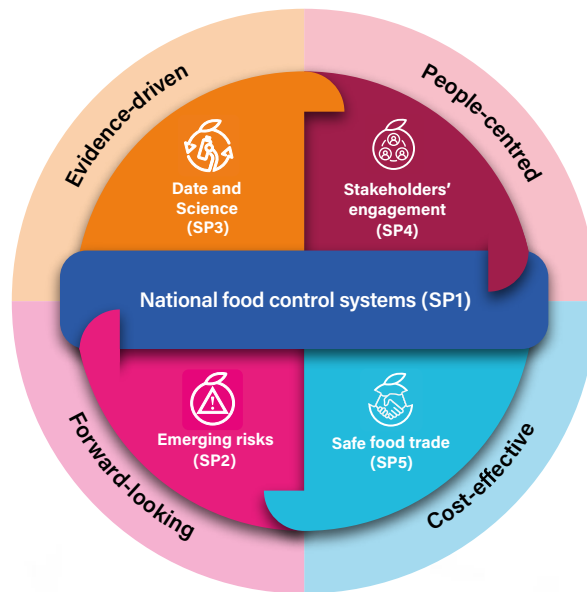 Evidence-driven
People-centred
Date and
Science
(SP3)
Stakeholders’
engagement
(SP4)
National food control systems (SP1)
Emerging risks
(SP2)
Safe food trade
(SP5)
Forward-looking
Cost-effective